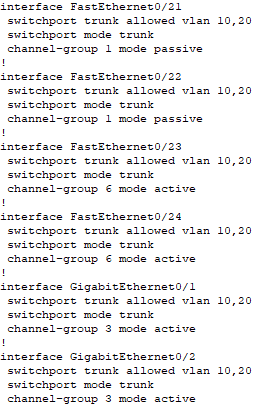 interface FastEthernet0/21
switchport trunk allowed vlan 10,20
switchport mode trunk
channel-group 1 mode passive
!
interface FastEthernet0/22
switchport trunk allowed vlan 10,20
switchport mode trunk
channel-group 1 mode passive
!
interface FastEthernet0/23
switchport trunk allowed vlan 10,20
switchport mode trunk
channel-group 6 mode active
!
interface FastEthernet0/24
switchport trunk allowed vlan 10,20
switchport mode trunk
channel-group 6 mode active
!
interface GigabitEthernet0/1
switchport trunk allowed vlan 10,20
switchport mode trunk
channel-group 3 mode active
!
interface GigabitEthernet0/2
switchport trunk allowed vlan 10,20
switchport mode trunk
channel-group 3 mode active